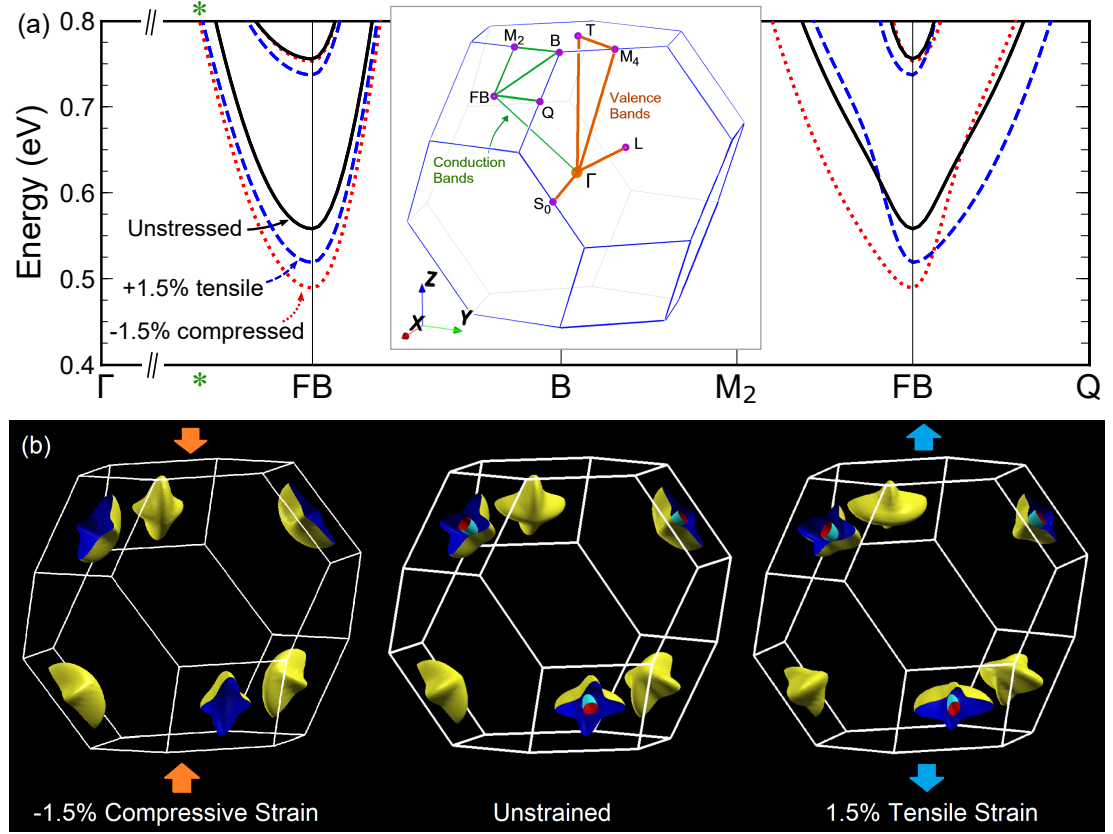 (a)
0.8
0.7
0.6
0.5
0.4
Energy (eV)
//
*
Unstressed
+1.5% tensile
-1.5% compressed
M2
B
T
M4
FB
Q
Valence
Bands
L
Conduction
Bands
Γ
S0
Z
X
Y
Γ
//
*
FB
B
M2
FB
Q
(b)
-1.5% Compressive Strain
Unstrained
1.5% Tensile Strain